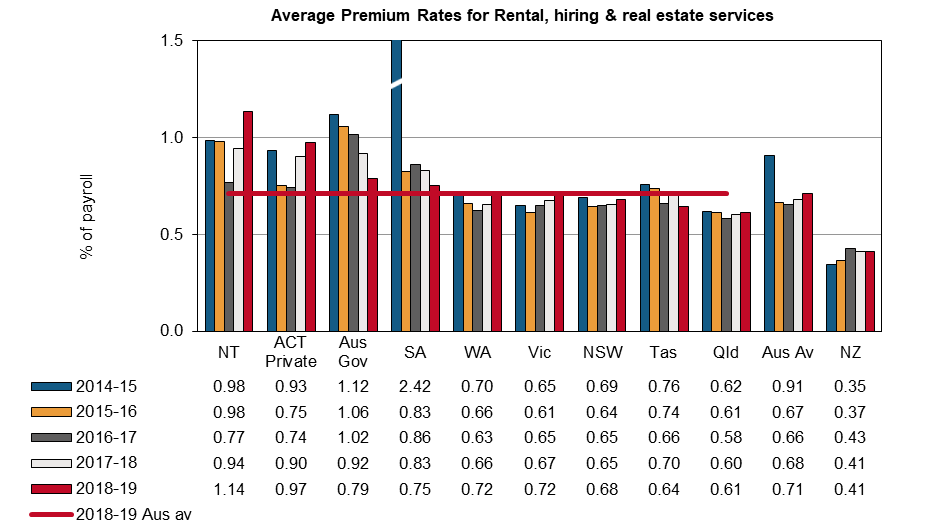 Average Premium Rates for Rental, hiring & real estate services
% of payroll
1.5
1.0
0.5
0.0
NT ACT Private Aus Gov SA WA Vic NSW Tas Qld Aus Av NZ
2014-15 0.98 0.93 1.12 2.42 0.70 0.65 0.69 0.76 0.62 0.91 0.35
2015-16 0.98 0.75 1.06 0.83 0.66 0.61 0.64 0.74 0.61 0.67 0.37
2016-17 0.77 0.74 1.02 0.86 0.63 0.65 0.65 0.66 0.58 0.66 0.43
2017-18 0.94 0.90 0.92 0.83 0.66 0.67 0.65 0.70 0.60 0.68 0.41
2018-19 1.14 0.97 0.79 0.75 0.72 0.72 0.68 0.64 0.61 0.71 0.41
2018-19 Aus av